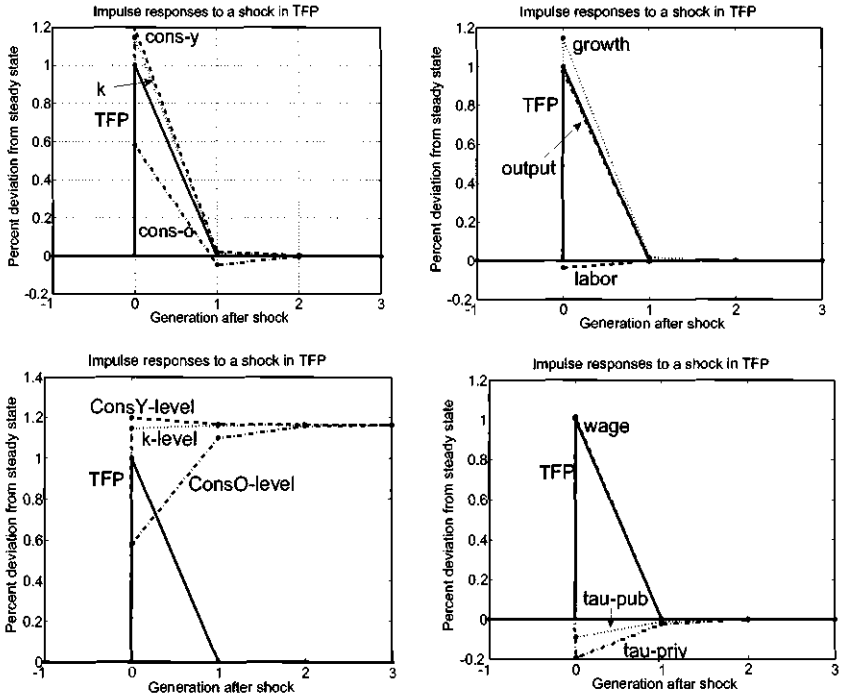 Impulse responses to a shock in TFP
Percent deviation from steady state
1.2
1
0.8
0.6
0.4
0.2
0
-0.2
cons-y
k
TFP
cons-o
-1
0
1
2
3
Generation after shock
Impulse responses to a shock in TFP
Percent deviation from steady state
1.2
1
0.8
0.6
0.4
0.2
0
-0.2
growth
TFP
output
labor
-1
0
1
2
3
Generation after shock
Impulse responses to a shock in TFP
Percent deviation from steady state
1.4
1.2
1
0.8
0.6
0.4
0.2
0
ConsY-level
k-level
TFP
ConsO-level
-1
0
1
2
3
Generation after shock
Impulse responses to a shock in TFP
Percent deviation from steady state
1.2
1
0.8
0.6
0.4
0.2
0
-0.2
wage
TFP
tau-pub
tau-priv
-1
0
1
2
3
Generation after shock